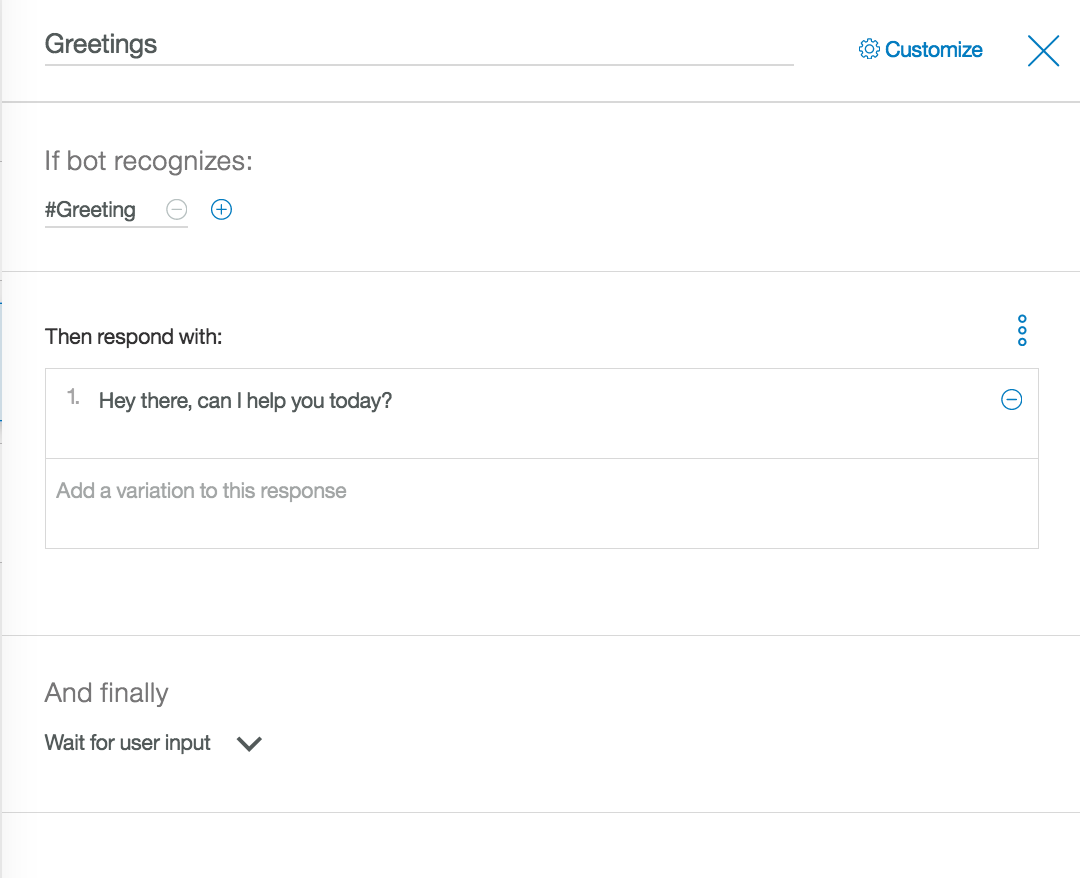 Greetings
Customize
If bot recognizes:
#Greeting
Then respond with:
1. Hey there, can I help you today?
Add a variation to this response
And finally
Wait for user input